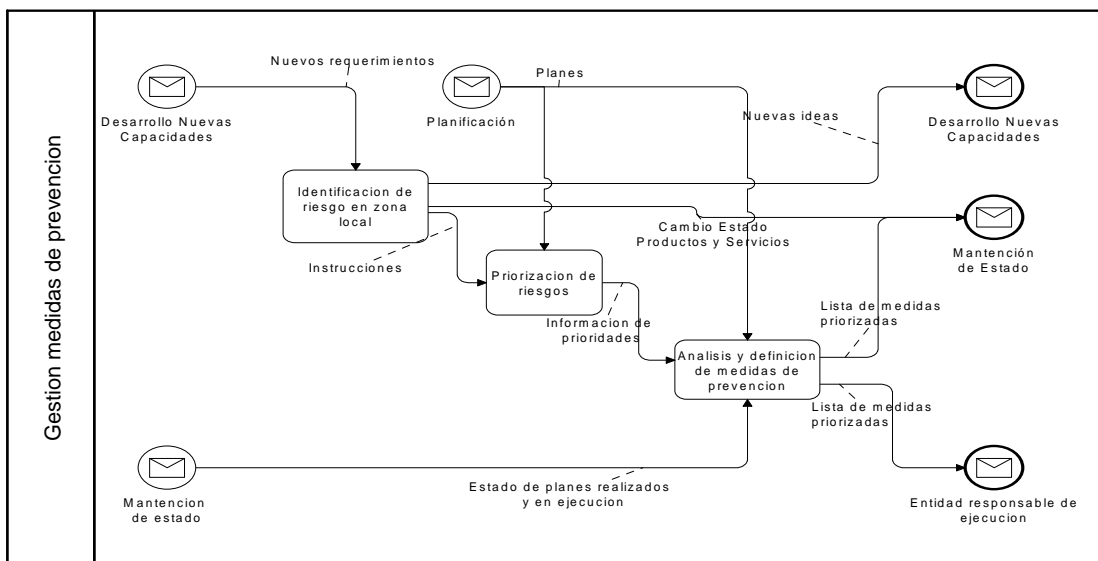 Gestion medidas de prevencion
Nuevos requerimientos
Planes
Desarrollo Nuevas
Capacidades
Planificación
Nuevas ideas
Desarrollo Nuevas
Capacidades
Identificacion de
riesgo en zona
local
Cambio Estado
Productos y Servicios
Mantención
de Estado
Instrucciones
Priorizacion de
riesgos
Informacion de
prioridades
Lista de medidas
priorizadas
Analisis y definicion
de medidas de
prevencion
Lista de medidas
priorizadas
Mantencion
de estado
Estado de planes realizados
y en ejecucion
Entidad responsable de
ejecucion